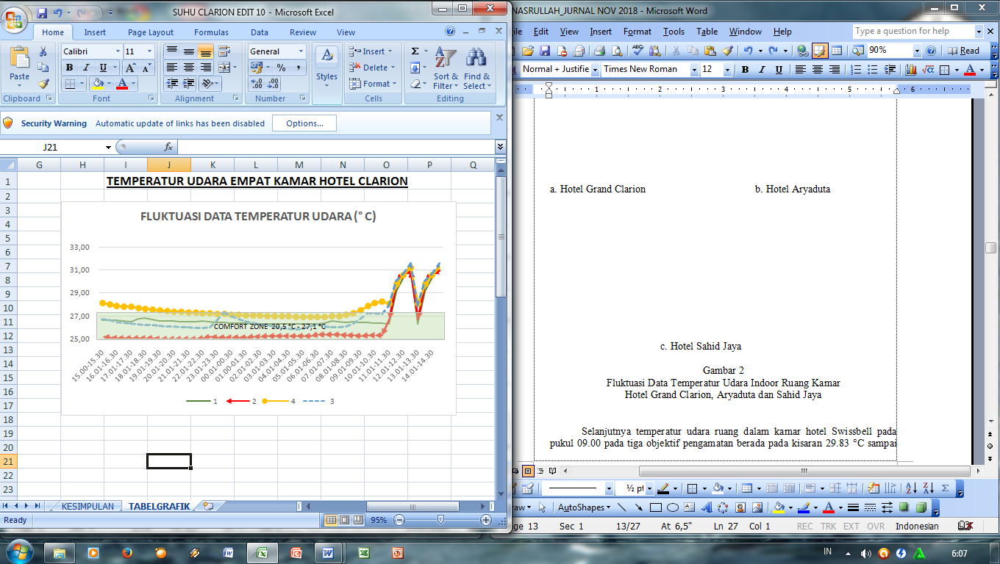 SUHU CLARION EDIT 10 - Microsoft Excel
Home Insert Page Layout Formulas Data Review View
Paste
Calibri 11
General
B I U A A
% ,
Styles
Insert
Delete
Format
Σ
Sort & Filter
Find & Select
Clipboard Font Alignment Number Cells Editing
Security Warning Automatic update of links has been disabled Options...
J21 fx
G H I J K L M N O P Q
1 2 3 4 5 6 7 8 9 10 11 12 13 14 15 16 17 18 19 20 21 22 23
TEMPERATUR UDARA EMPAT KAMAR HOTEL CLARION
FLUKTUASI DATA TEMPERATUR UDARA (° C)
33,00
31,00
29,00
27,00
25,00
COMFORT ZONE 20,5 °C - 27,1 °C
15.00-15.30 16.01-16.30 17.01-17.30 18.01-18.30 19.01-19.30 20.01-20.30 21.01-21.30 22.01-22.30 23.01-23.30 00.01-00.30 01.00-01.30 02.01-02.30 03.01-03.30 04.01-04.30 05.01-05.30 06.01-06.30 07.01-07.30 08.01-08.30 09.01-09.30 10.01-10.30 11.01-11.30 12.01-12.30 13.01-13.30 14.01-14.30
1 2 4 3
KESIMPULAN TABELGRAFIK
Ready 95%
NASRULLAH_JURNAL NOV 2018 - Microsoft Word
ile Edit View Insert Format Tools Table Window Help Type a question for help
90% Read
Normal + Justifie Times New Roman 12 B I U A
1 2 3 4 5 6
a. Hotel Grand Clarion b. Hotel Aryaduta
c. Hotel Sahid Jaya
Gambar 2
Fluktuasi Data Temperatur Udara Indoor Ruang Kamar
Hotel Grand Clarion, Aryaduta dan Sahid Jaya
Selanjutnya temperatur udara ruang dalam kamar hotel Swissbell pada
pukul 09.00 pada tiga objektif pengamatan berada pada kisaran 29.83 °C sampai
½ pt
raw AutoShapes
ge 13 Sec 1 13/27 At 6,5" Ln 27 Col 1 REC TRK EXT OVR Indonesian
IN 6:07